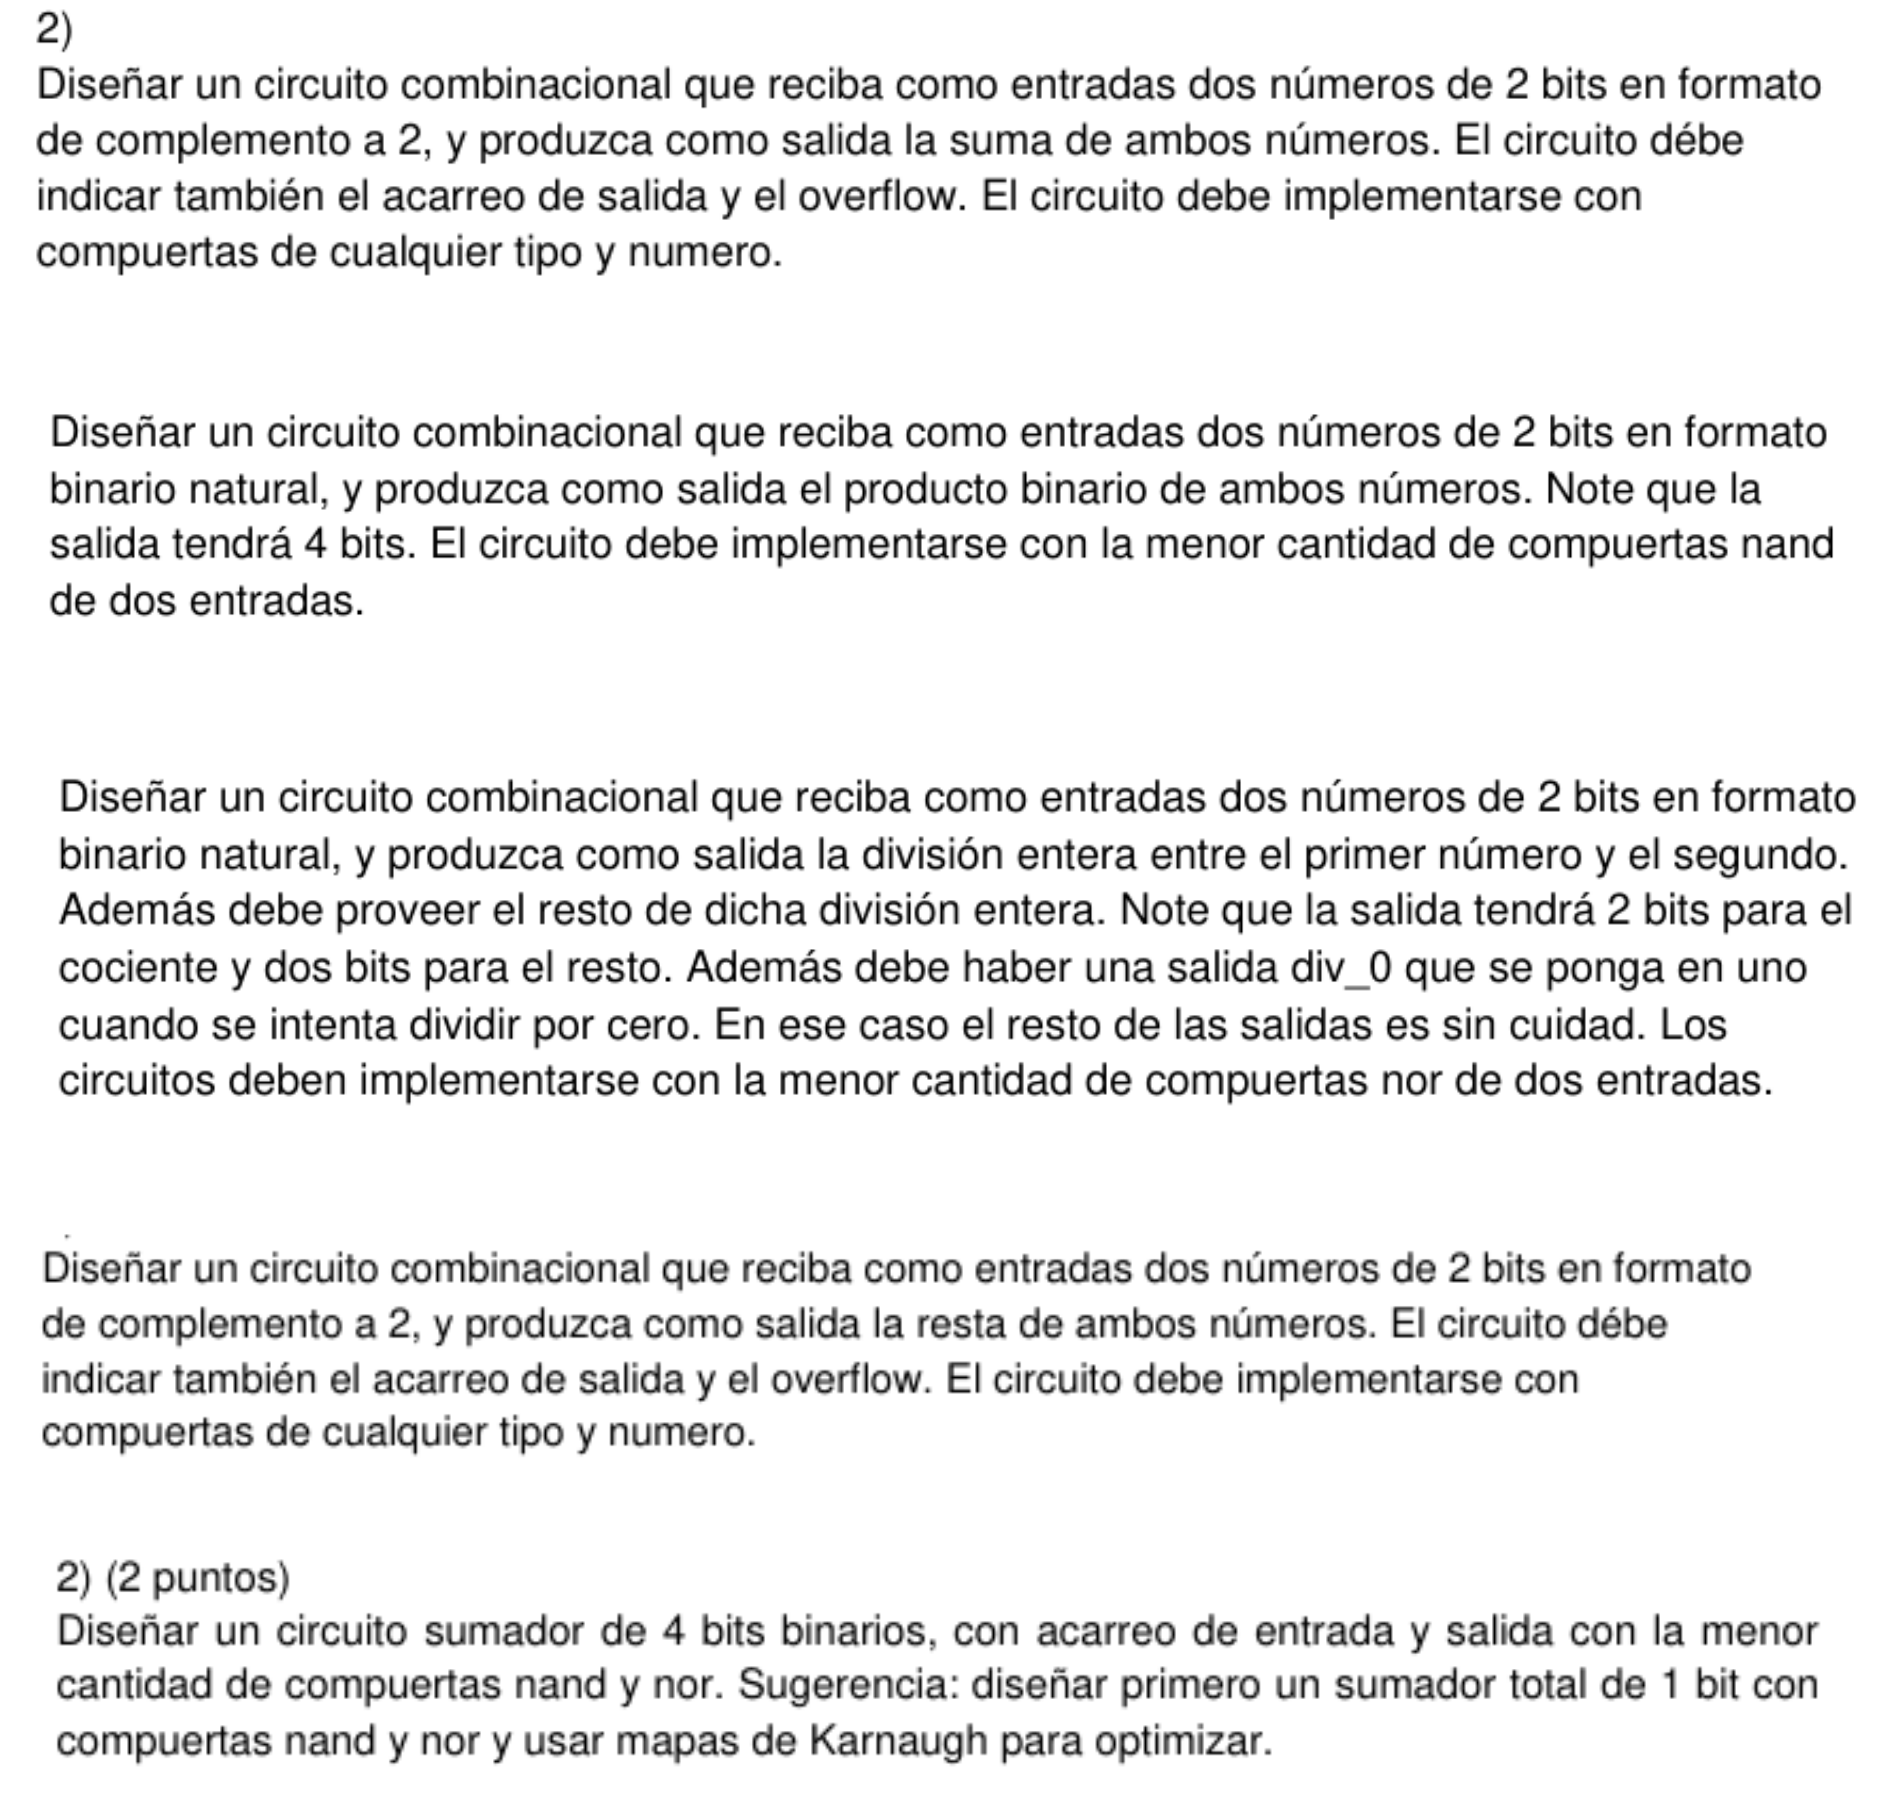 2)
Diseñar un circuito combinacional que reciba como entradas dos números de 2 bits en formato
de complemento a 2, y produzca como salida la suma de ambos números. El circuito débe
indicar también el acarreo de salida y el overflow. El circuito debe implementarse con
compuertas de cualquier tipo y numero.
Diseñar un circuito combinacional que reciba como entradas dos números de 2 bits en formato
binario natural, y produzca como salida el producto binario de ambos números. Note que la
salida tendrá 4 bits. El circuito debe implementarse con la menor cantidad de compuertas nand
de dos entradas.
Diseñar un circuito combinacional que reciba como entradas dos números de 2 bits en formato
binario natural, y produzca como salida la división entera entre el primer número y el segundo.
Además debe proveer el resto de dicha división entera. Note que la salida tendrá 2 bits para el
cociente y dos bits para el resto. Además debe haber una salida div_0 que se ponga en uno
cuando se intenta dividir por cero. En ese caso el resto de las salidas es sin cuidad. Los
circuitos deben implementarse con la menor cantidad de compuertas nor de dos entradas.
Diseñar un circuito combinacional que reciba como entradas dos números de 2 bits en formato
de complemento a 2, y produzca como salida la resta de ambos números. El circuito débe
indicar también el acarreo de salida y el overflow. El circuito debe implementarse con
compuertas de cualquier tipo y numero.
2) (2 puntos)
Diseñar un circuito sumador de 4 bits binarios, con acarreo de entrada y salida con la menor
cantidad de compuertas nand y nor. Sugerencia: diseñar primero un sumador total de 1 bit con
compuertas nand y nor y usar mapas de Karnaugh para optimizar.